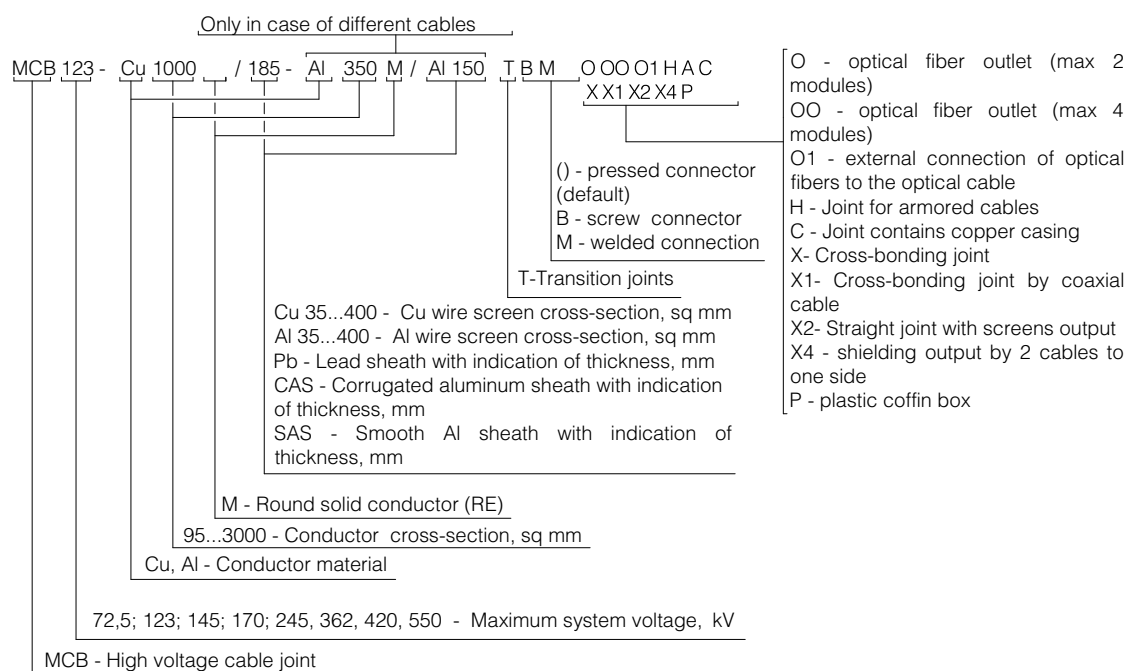 Only in case of different cables
MCB 123 - Cu 1000 / 185 - Al 350 M / Al 150 T B M O OO O1 H A C
X X1 X2 X4 P
O - optical fiber outlet (max 2
modules)
OO - optical fiber outlet (max 4
modules)
O1 - external connection of optical
fibers to the optical cable
H - Joint for armored cables
C - Joint contains copper casing
X- Cross-bonding joint
X1- Cross-bonding joint by coaxial
cable
X2- Straight joint with screens output
X4 - shielding output by 2 cables to
one side
P - plastic coffin box
() - pressed connector
(default)
B - screw connector
M - welded connection
T-Transition joints
Cu 35...400 - Cu wire screen cross-section, sq mm
Al 35...400 - Al wire screen cross-section, sq mm
Pb - Lead sheath with indication of thickness, mm
CAS - Corrugated aluminum sheath with indication
of thickness, mm
SAS - Smooth Al sheath with indication of
thickness, mm
M - Round solid conductor (RE)
95...3000 - Conductor cross-section, sq mm
Cu, Al - Conductor material
72,5; 123; 145; 170; 245, 362, 420, 550 - Maximum system voltage, kV
MCB - High voltage cable joint